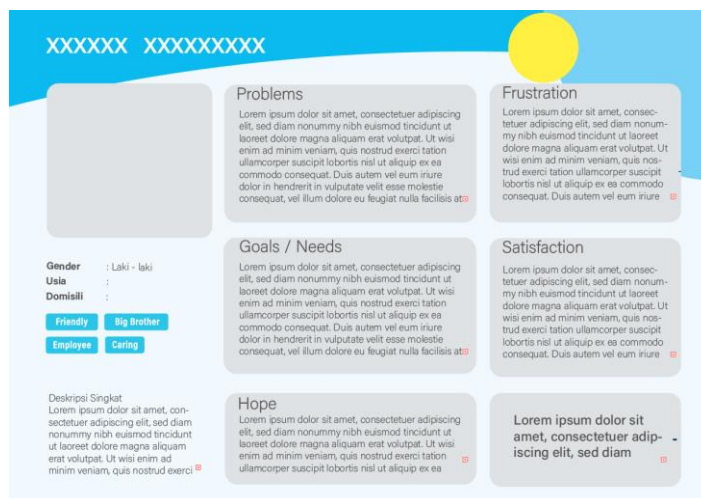 XXXXXX XXXXXXXXX
Gender : Laki - laki
Usia :
Domisili :
Friendly Big Brother
Employee Caring
Deskripsi Singkat
Lorem ipsum dolor sit amet, con-
sectetuer adipiscing elit, sed diam
nonummy nibh euismod tincidunt
ut laoreet dolore magna aliquam
erat volutpat. Ut wisi enim ad
minim veniam, quis nostrud exerci
Problems
Lorem ipsum dolor sit amet, consectetuer adipiscing
elit, sed diam nonummy nibh euismod tincidunt ut
laoreet dolore magna aliquam erat volutpat. Ut wisi
enim ad minim veniam, quis nostrud exerci tation
ullamcorper suscipit lobortis nisl ut aliquip ex ea
commodo consequat. Duis autem vel eum iriure
dolor in hendrerit in vulputate velit esse molestie
consequat, vel illum dolore eu feugiat nulla facilisis at
Goals / Needs
Lorem ipsum dolor sit amet, consectetuer adipiscing
elit, sed diam nonummy nibh euismod tincidunt ut
laoreet dolore magna aliquam erat volutpat. Ut wisi
enim ad minim veniam, quis nostrud exerci tation
ullamcorper suscipit lobortis nisl ut aliquip ex ea
commodo consequat. Duis autem vel eum iriure
dolor in hendrerit in vulputate velit esse molestie
consequat, vel illum dolore eu feugiat nulla facilisis at
Hope
Lorem ipsum dolor sit amet, consectetuer adipiscing
elit, sed diam nonummy nibh euismod tincidunt ut
laoreet dolore magna aliquam erat volutpat. Ut wisi
enim ad minim veniam, quis nostrud exerci tation
ullamcorper suscipit lobortis nisl ut aliquip ex ea
Frustration
Lorem ipsum dolor sit amet, consec-
tetuer adipiscing elit, sed diam nonum-
my nibh euismod tincidunt ut laoreet
dolore magna aliquam erat volutpat. Ut
wisi enim ad minim veniam, quis nos-
trud exerci tation ullamcorper suscipit
lobortis nisl ut aliquip ex ea commodo
consequat. Duis autem vel eum iriure
Satisfaction
Lorem ipsum dolor sit amet, consec-
tetuer adipiscing elit, sed diam nonum-
my nibh euismod tincidunt ut laoreet
dolore magna aliquam erat volutpat. Ut
wisi enim ad minim veniam, quis nos-
trud exerci tation ullamcorper suscipit
lobortis nisl ut aliquip ex ea commodo
consequat. Duis autem vel eum iriure
Lorem ipsum dolor sit
amet, consectetuer adip-
iscing elit, sed diam